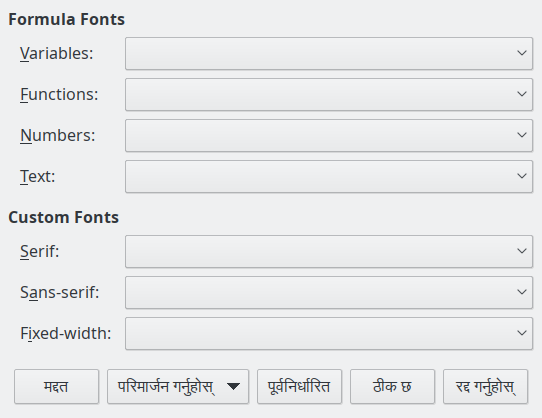 Formula Fonts
Variables:
Functions:
Numbers:
Text:
Custom Fonts
Serif:
Sans-serif:
Fixed-width:
मद्दत परिमार्जन गर्नुहोस् पूर्वनिर्धारित ठीक छ रद्द गर्नुहोस्